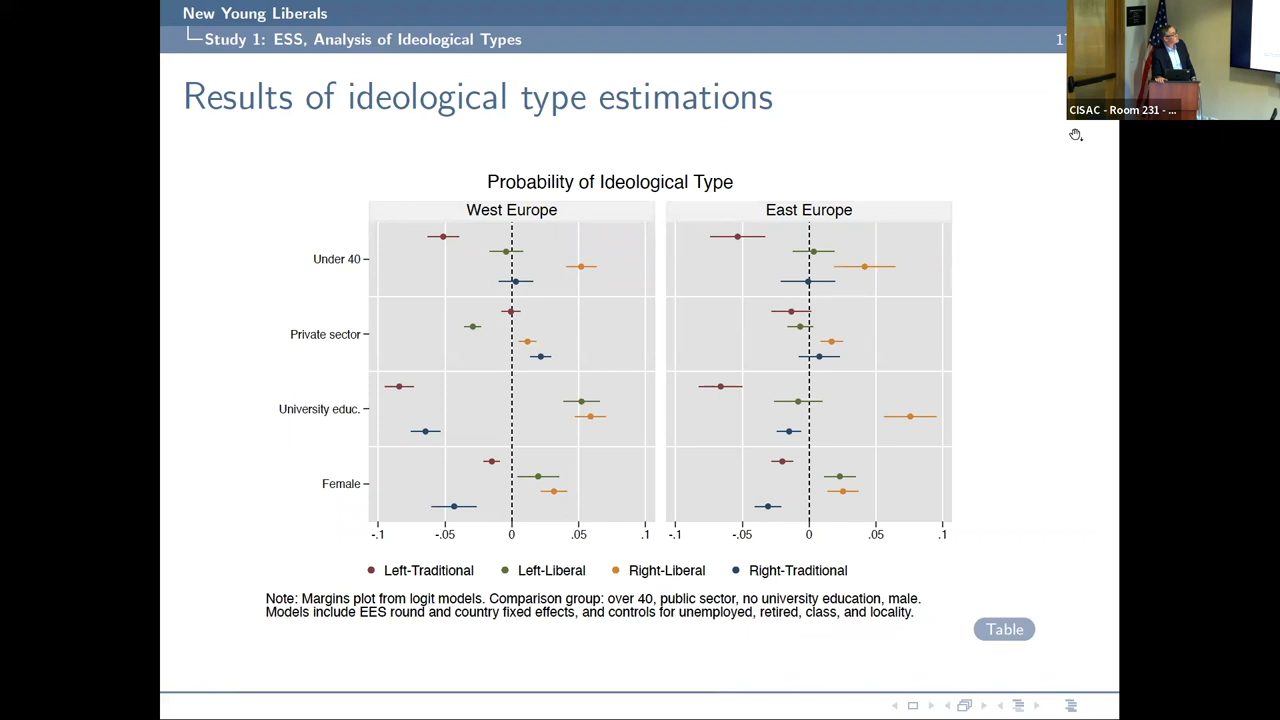 New Young Liberals
Study 1: ESS, Analysis of Ideological Types
CISAC - Room 231 - ...
Results of ideological type estimations
Probability of Ideological Type
West Europe
East Europe
Under 40
Private sector
University educ.
Female
-.1 -.05 0 .05 .1
-.1 -.05 0 .05 .1
Left-Traditional Left-Liberal Right-Liberal Right-Traditional
Note: Margins plot from logit models. Comparison group: over 40, public sector, no university education, male.
Models include EES round and country fixed effects, and controls for unemployed, retired, class, and locality.
Table